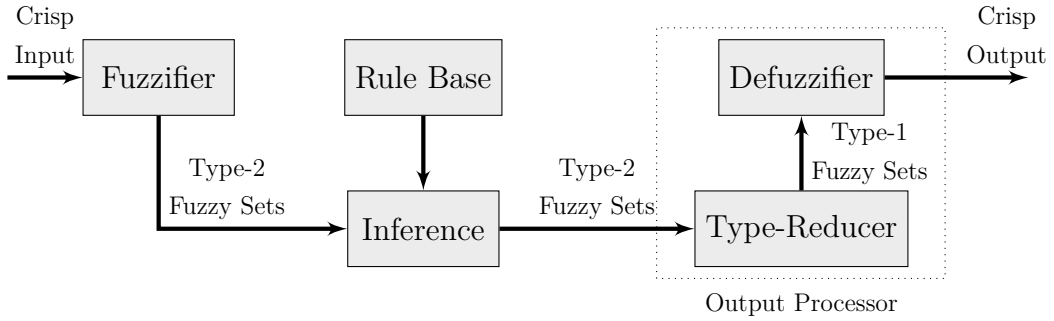 Crisp
Input
Fuzzifier
Rule Base
Defuzzifier
Crisp
Output
Type-2
Fuzzy Sets
Inference
Type-2
Fuzzy Sets
Type-1
Fuzzy Sets
Type-Reducer
Output Processor